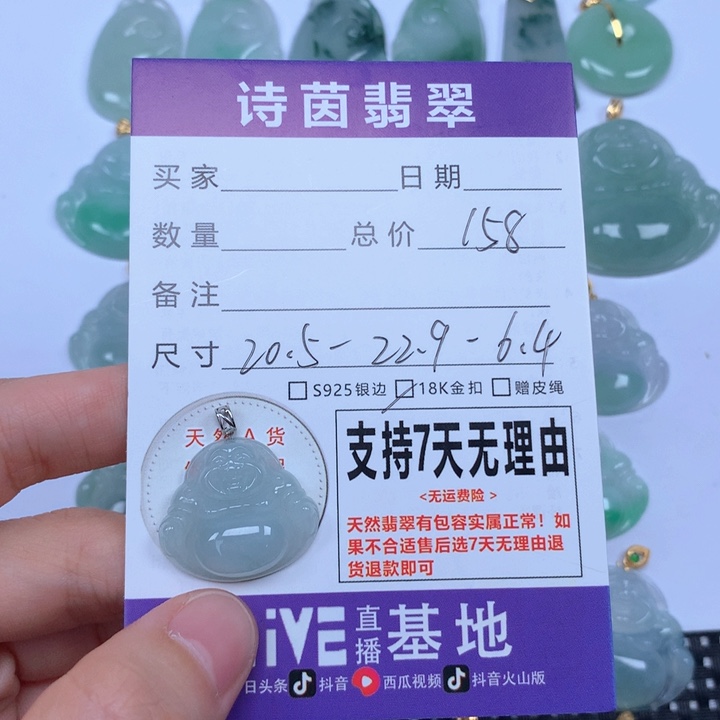 诗茵翡翠
买家 日期
数量 总价 158
备注
尺寸 20.5-22.9-6.4
S925银边 18K金扣 赠皮绳
天然A货
支持7天无理由
<无运费险>
天然翡翠有包容实属正常！如
果不合适售后选7天无理由退
货退款即可
iVE 直播 基地
日头条 抖音 西瓜视频 抖音火山版